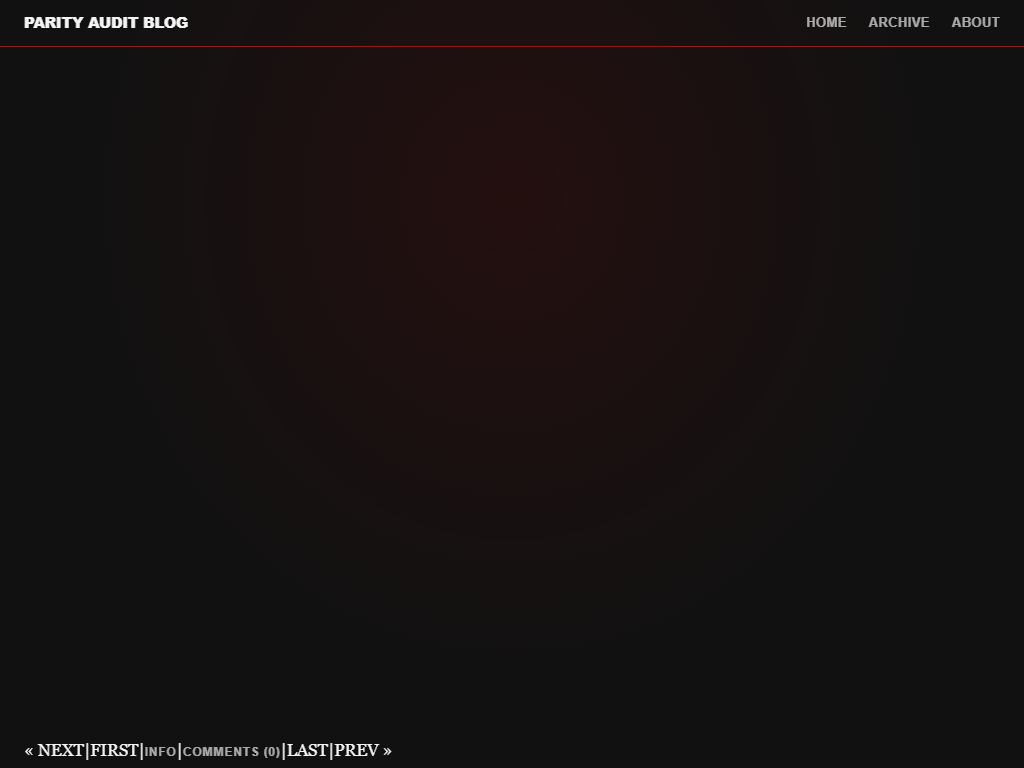 PARITY AUDIT BLOG
HOME ARCHIVE ABOUT
« NEXT|FIRST|INFO|COMMENTS (0)|LAST|PREV »